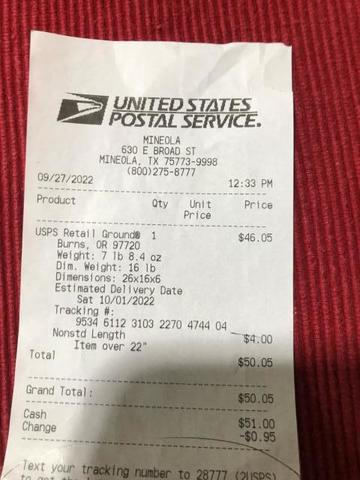 UNITED STATES
POSTAL SERVICE.
MINEOLA
630 E BROAD ST
MINEOLA, TX 75773-9998
(800)275-8777
09/27/2022 12:33 PM
Product Qty Unit Price
Price
USPS Retail Ground® 1 $46.05
Burns, OR 97720
Weight: 7 lb 8.4 oz
Dim. Weight: 16 lb
Dimensions: 26x16x6
Estimated Delivery Date
Sat 10/01/2022
Tracking #:
9534 6112 3103 2270 4744 04
Nonstd Length $4.00
Item over 22"
Total $50.05
Grand Total: $50.05
Cash $51.00
Change -$0.95
Text your tracking number to 28777 (2USPS)
to get the